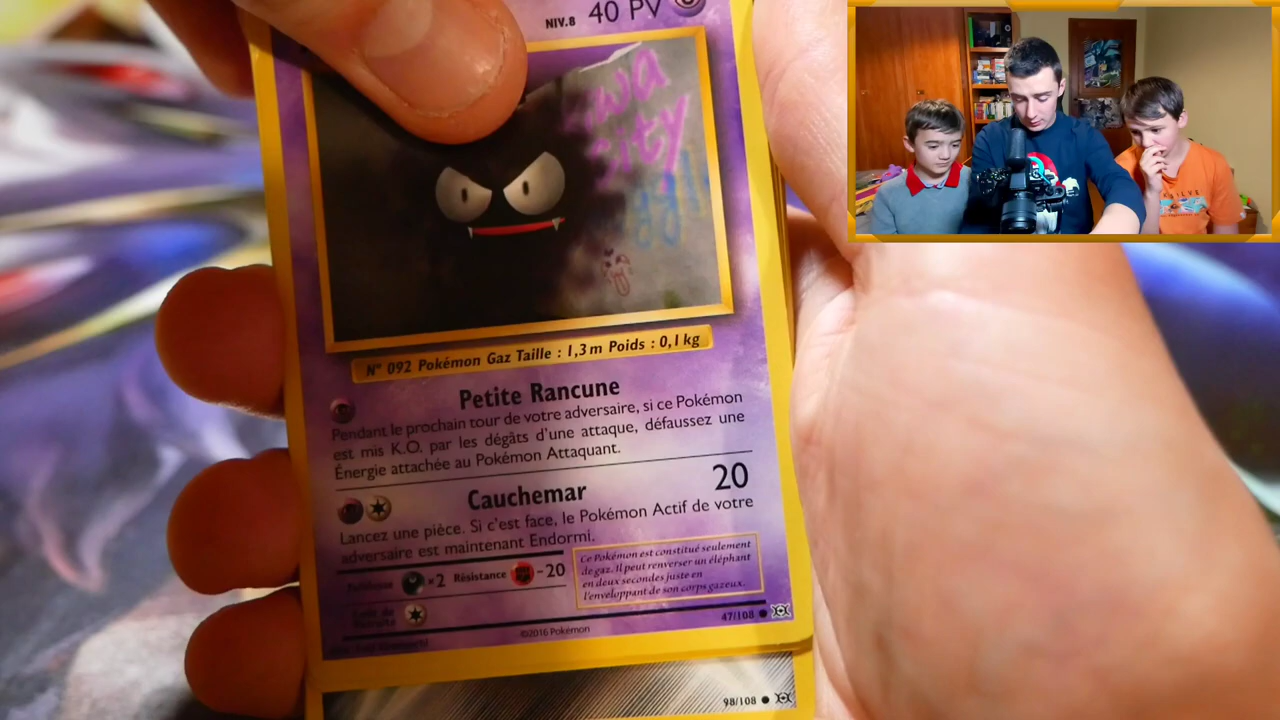 NIV.8 40 PV
City
N° 092 Pokémon Gaz Taille : 1,3 m Poids : 0,1 kg
Petite Rancune
Pendant le prochain tour de votre adversaire, si ce Pokémon
est mis K.O. par les dégâts d'une attaque, défaussez une
Énergie attachée au Pokémon Attaquant.
Cauchemar 20
Lancez une pièce. Si c'est face, le Pokémon Actif de votre
adversaire est maintenant Endormi.
Faiblesse ×2 Résistance -20
Ce Pokémon est constitué seulement
de gaz. Il peut renverser un éléphant
en deux secondes juste en
l'enveloppant de son corps gazeux.
Coût de
Retraite
47/108
©2016 Pokémon
98/108